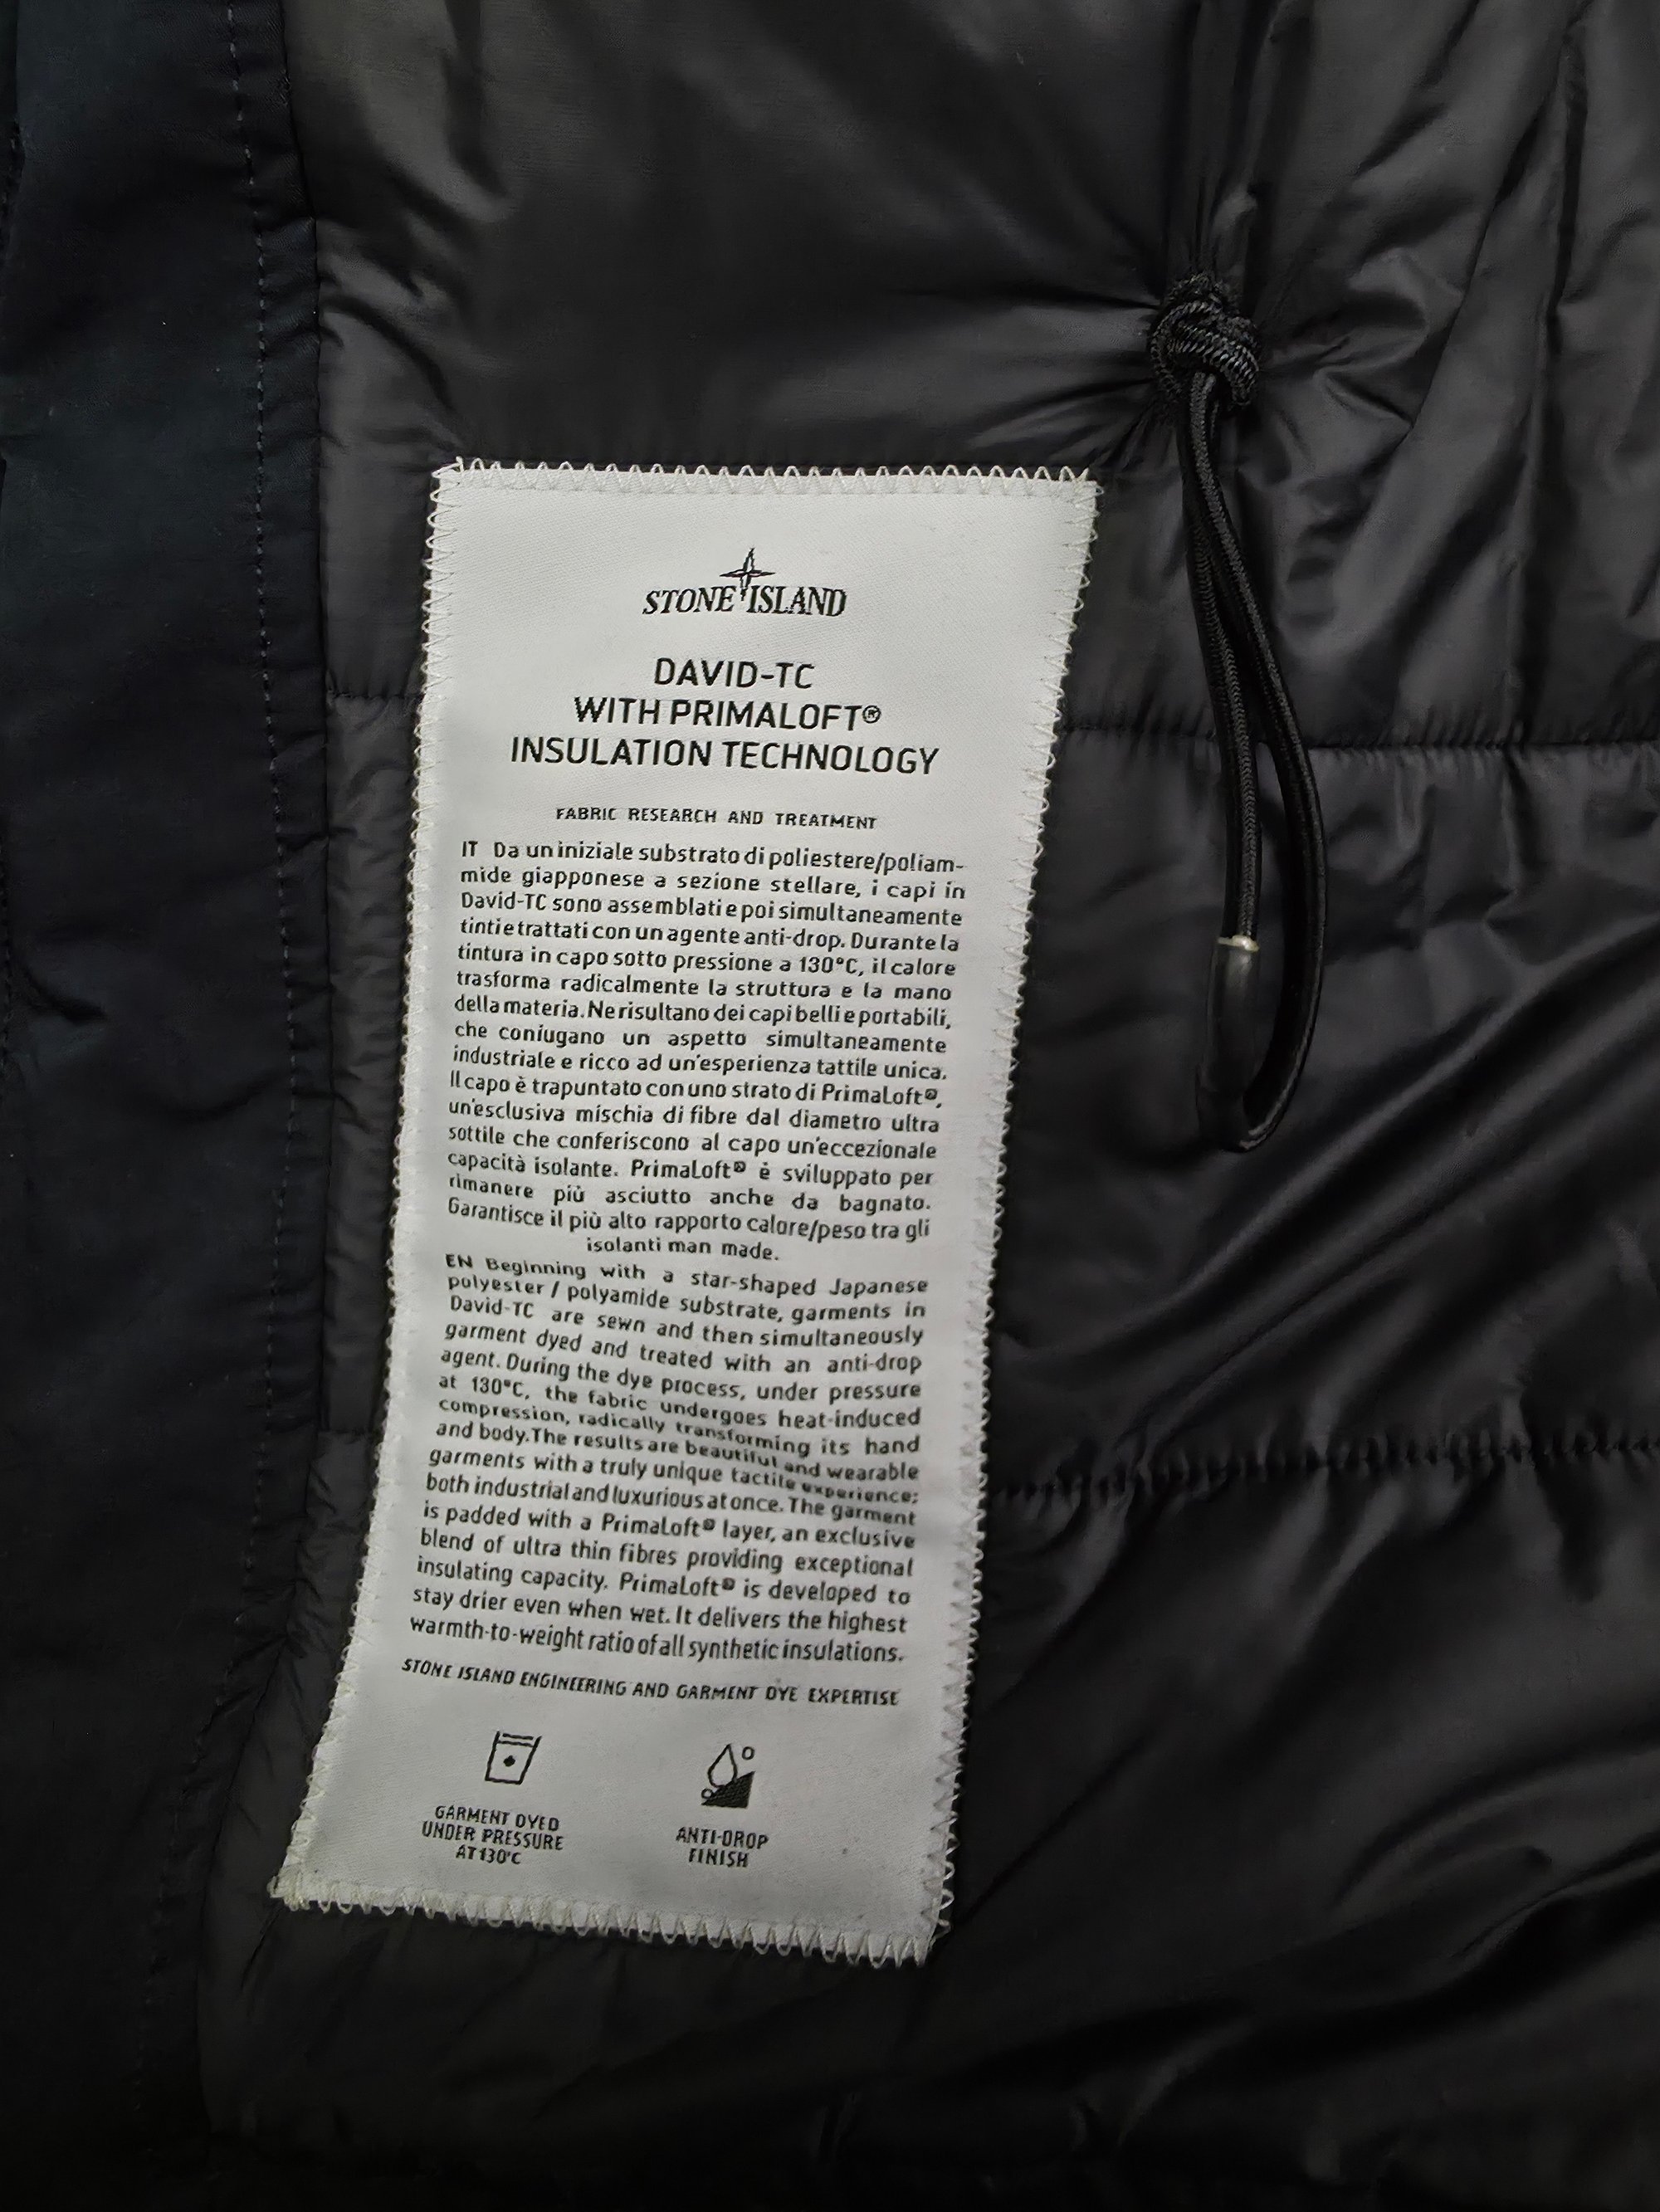 STONE ISLAND
DAVID-TC
WITH PRIMALOFT®
INSULATION TECHNOLOGY
FABRIC RESEARCH AND TREATMENT
IT Da un iniziale substrato di poliestere/poliam-
mide giapponese a sezione stellare, i capi in
David-TC sono assemblati e poi simultaneamente
tinti e trattati con un agente anti-drop. Durante la
tintura in capo sotto pressione a 130°C, il calore
trasforma radicalmente la struttura e la mano
della materia. Ne risultano dei capi belli e portabili,
che coniugano un aspetto simultaneamente
industriale e ricco ad un'esperienza tattile unica.
Il capo è trapuntato con uno strato di PrimaLoft®,
un'esclusiva mischia di fibre dal diametro ultra
sottile che conferiscono al capo un'eccezionale
capacità isolante. PrimaLoft® è sviluppato per
rimanere più asciutto anche da bagnato.
Garantisce il più alto rapporto calore/peso tra gli
isolanti man made.
EN Beginning with a star-shaped Japanese
polyester / polyamide substrate, garments in
David-TC are sewn and then simultaneously
garment dyed and treated with an anti-drop
agent. During the dye process, under pressure
at 130°C, the fabric undergoes heat-induced
compression, radically transforming its hand
and body. The results are beautiful and wearable
garments with a truly unique tactile experience;
both industrial and luxurious at once. The garment
is padded with a PrimaLoft® layer, an exclusive
blend of ultra thin fibres providing exceptional
insulating capacity. PrimaLoft® is developed to
stay drier even when wet. It delivers the highest
warmth-to-weight ratio of all synthetic insulations.
STONE ISLAND ENGINEERING AND GARMENT DYE EXPERTISE
GARMENT DYED
UNDER PRESSURE
AT 130°C
ANTI-DROP
FINISH